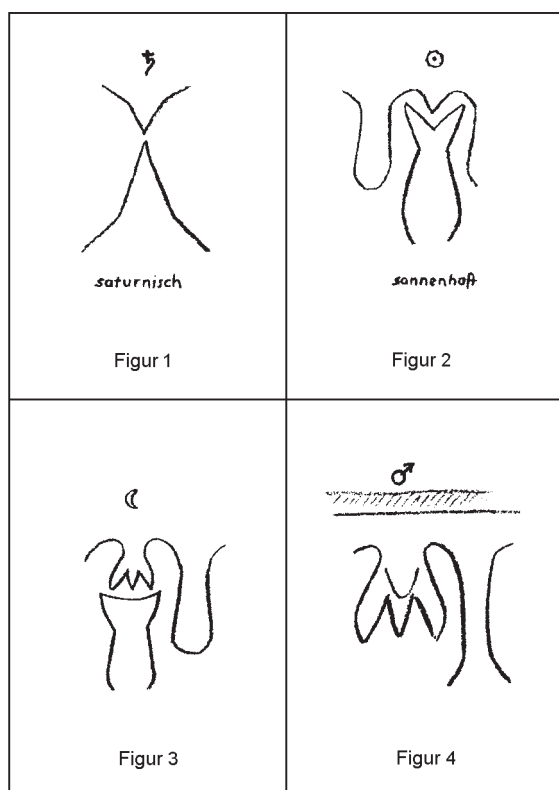 ♄
saturnisch
Figur 1
☉
sonnenhaft
Figur 2
☾
Figur 3
♂
Figur 4